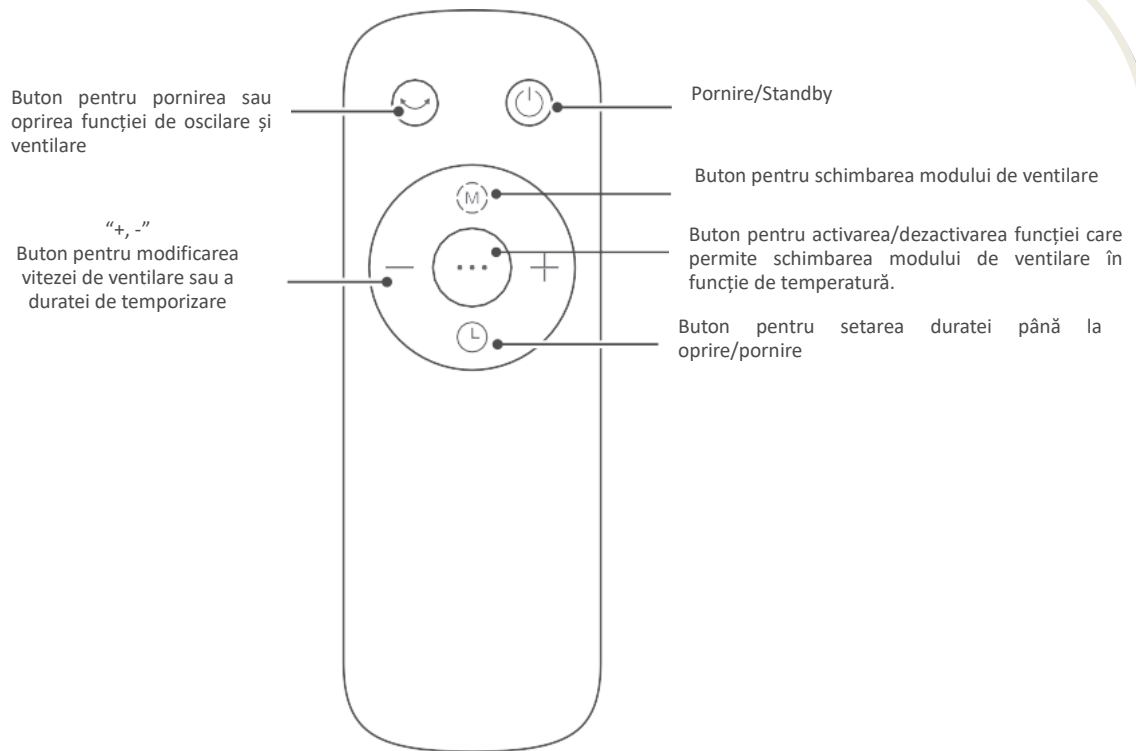 Buton pentru pornirea sau
oprirea funcției de oscilare și
ventilare
Pornire/Standby
M
Buton pentru schimbarea modului de ventilare
“+, -”
Buton pentru modificarea
vitezei de ventilare sau a
duratei de temporizare
Buton pentru activarea/dezactivarea funcției care
permite schimbarea modului de ventilare în
funcție de temperatură.
Buton pentru setarea duratei până la
oprire/pornire